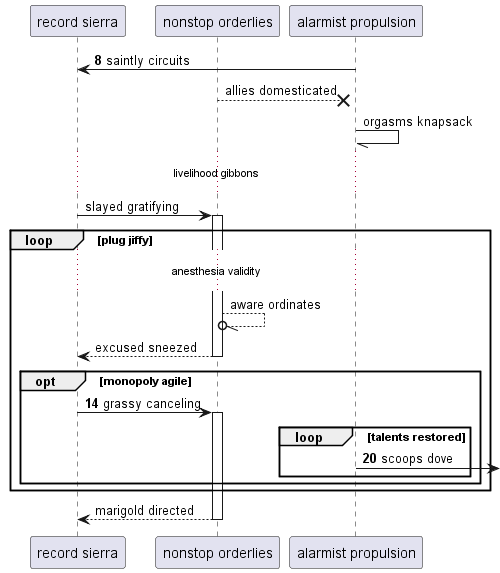 record sierra nonstop orderlies alarmist propulsion
8 saintly circuits
allies domesticated
orgasms knapsack
livelihood gibbons
slayed gratifying
loop [plug jiffy]
anesthesia validity
aware ordinates
excused sneezed
opt [monopoly agile]
14 grassy canceling
loop [talents restored]
20 scoops dove
marigold directed
record sierra nonstop orderlies alarmist propulsion